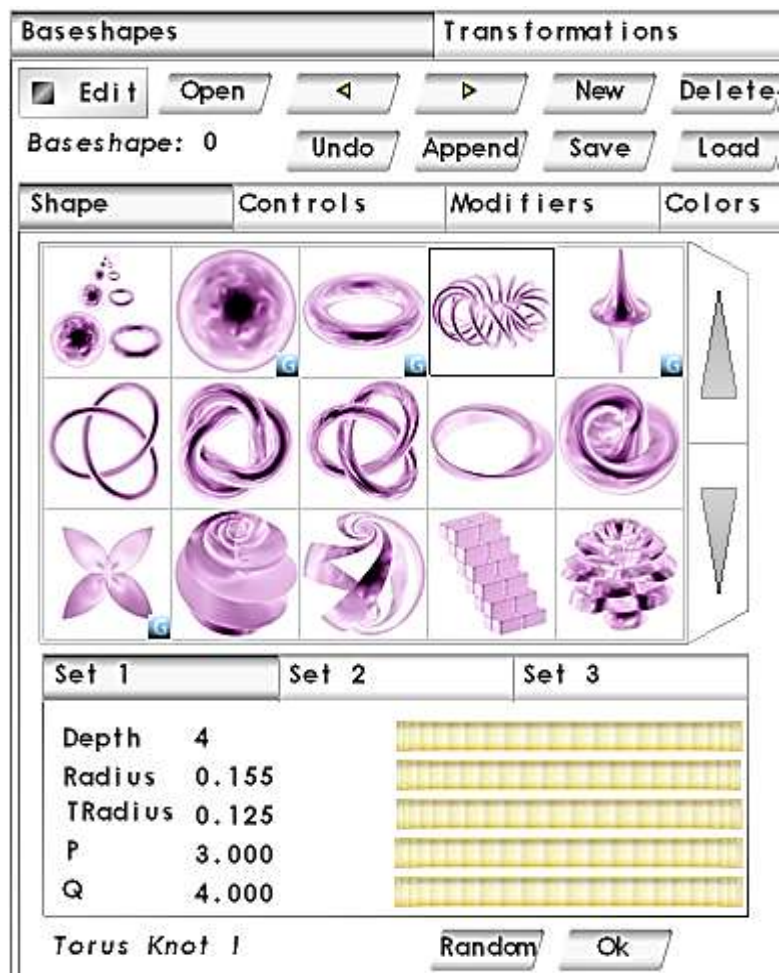 Baseshapes Transformations
Edit Open New Delete
Baseshape: 0 Undo Append Save Load
Shape Controls Modifiers Colors
G G G
G
Set 1 Set 2 Set 3
Depth 4
Radius 0.155
TRadius 0.125
P 3.000
Q 4.000
Torus Knot 1 Random Ok